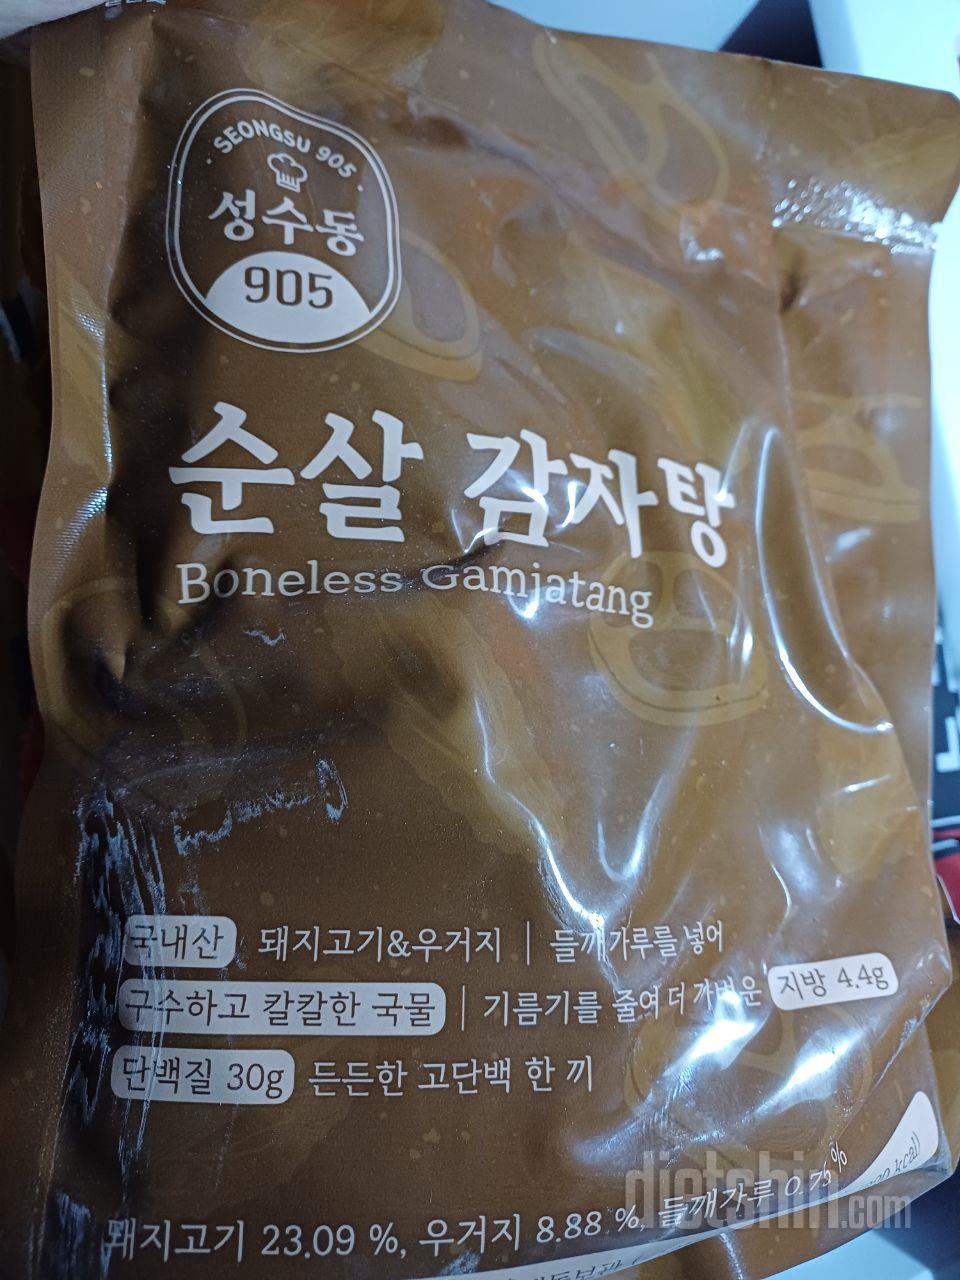 SEONGSU 905
성수동
905
순살 감자탕
Boneless Gamjatang
국내산 돼지고기&우거지 | 들깨가루를 넣어
구수하고 칼칼한 국물 | 기름기를 줄여 더 가벼운 지방 4.4g
단백질 30g 든든한 고단백 한 끼
돼지고기 23.09 %, 우거지 8.88 %, 들깨가루 %
kcal)
dietshin.com